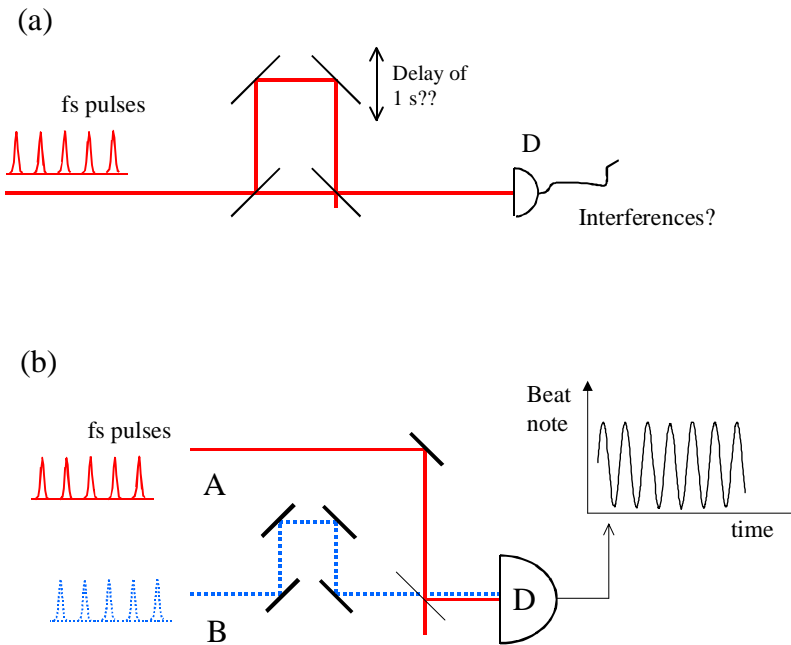 (a)
Delay of
1 s??
fs pulses
D
Interferences?
(b)
Beat
note
fs pulses
A
time
D
B